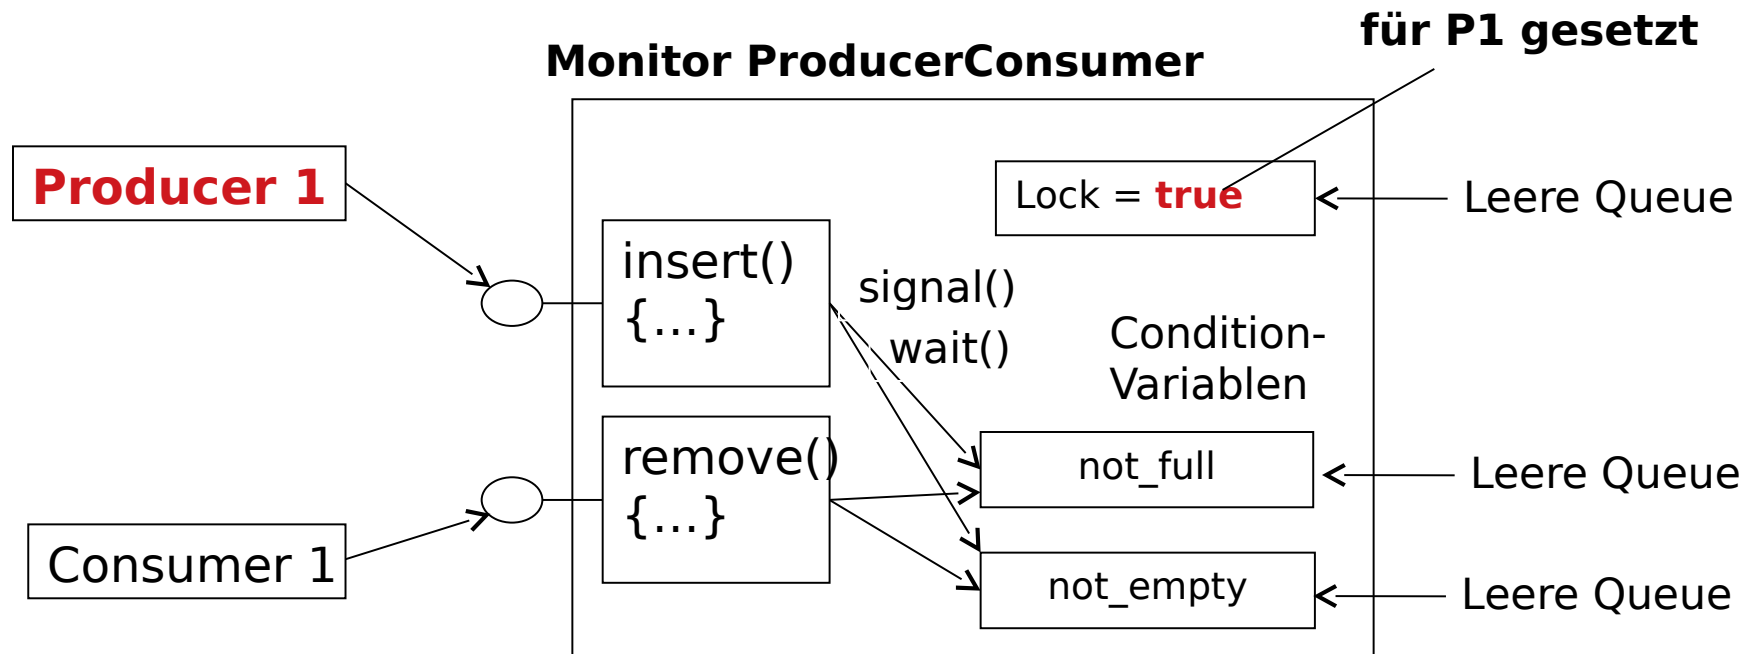 für P1 gesetzt
Monitor ProducerConsumer
Producer 1
Lock = true
Leere Queue
insert()
{...}
signal()
wait()
Condition-
Variablen
remove()
{...}
not_full
Leere Queue
Consumer 1
not_empty
Leere Queue